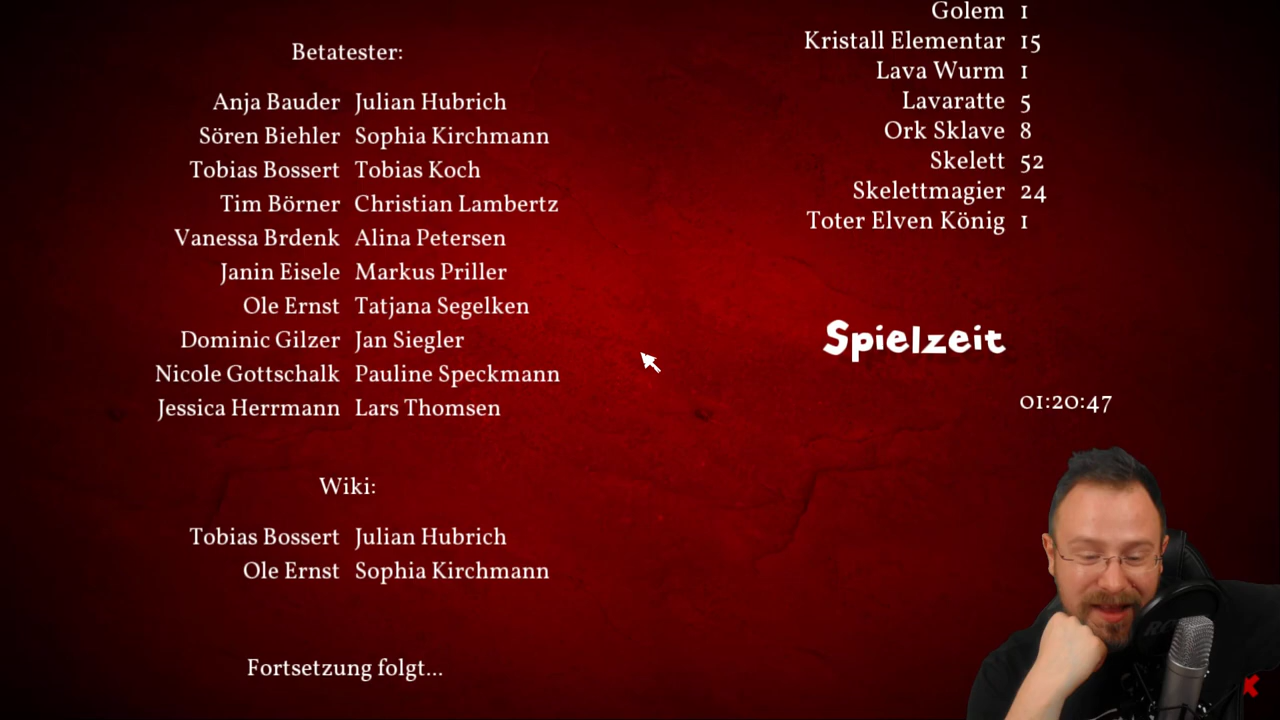 Betatester:
Anja Bauder Julian Hubrich
Sören Biehler Sophia Kirchmann
Tobias Bossert Tobias Koch
Tim Börner Christian Lambertz
Vanessa Brdenk Alina Petersen
Janin Eisele Markus Priller
Ole Ernst Tatjana Segelken
Dominic Gilzer Jan Siegler
Nicole Gottschalk Pauline Speckmann
Jessica Herrmann Lars Thomsen
Wiki:
Tobias Bossert Julian Hubrich
Ole Ernst Sophia Kirchmann
Fortsetzung folgt...
Golem 1
Kristall Elementar 15
Lava Wurm 1
Lavaratte 5
Ork Sklave 8
Skelett 52
Skelettmagier 24
Toter Elven König 1
Spielzeit
01:20:47